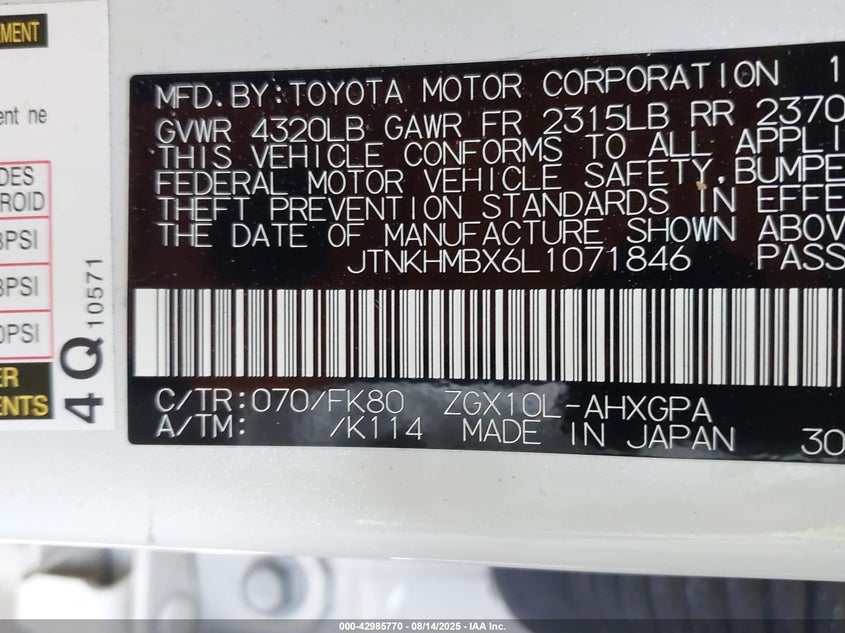 EMENT
ent ne
DES
ROID
PSI
PSI
0PSI
ER
ENTS
4Q 10571
MFD.BY:TOYOTA MOTOR CORPORATION 1
GVWR 4320LB GAWR FR 2315LB RR 2370
THIS VEHICLE CONFORMS TO ALL APPLI
FEDERAL MOTOR VEHICLE SAFETY,BUMPE
THEFT PREVENTION STANDARDS IN EFFE
THE DATE OF MANUFACTURE SHOWN ABOV
JTNKHMBX6L1071846 PASS
C/TR:070/FK80 ZGX10L-AHXGPA
A/TM: /K114 MADE IN JAPAN 30
000-42985770 - 08/14/2025 - IAA Inc.